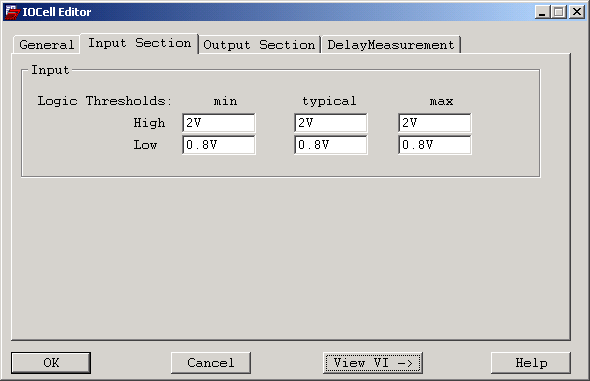 IOCell Editor
General Input Section Output Section DelayMeasurement
Input
Logic Thresholds: min typical max
High 2V 2V 2V
Low 0.8V 0.8V 0.8V
OK Cancel View VI -> Help